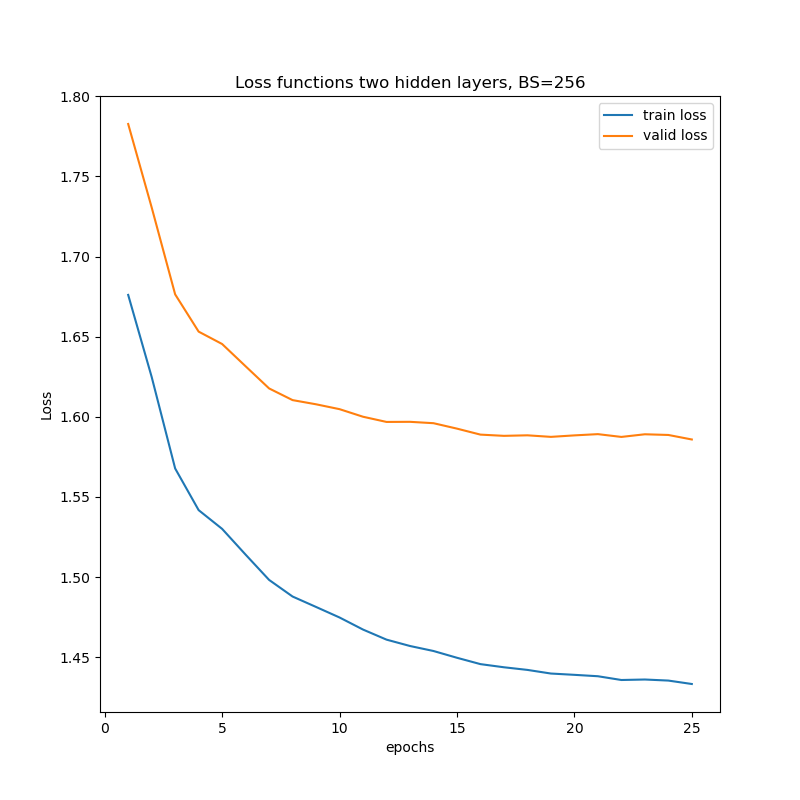 Loss functions two hidden layers, BS=256
train loss
valid loss
1.80
1.75
1.70
1.65
1.60
1.55
1.50
1.45
Loss
0 5 10 15 20 25
epochs